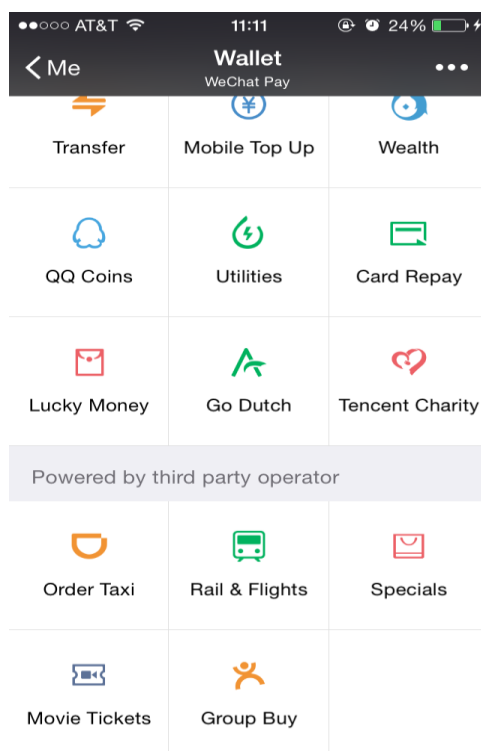 AT&T 11:11 24%
Me Wallet
WeChat Pay
Transfer Mobile Top Up Wealth
QQ Coins Utilities Card Repay
Lucky Money Go Dutch Tencent Charity
Powered by third party operator
Order Taxi Rail & Flights Specials
Movie Tickets Group Buy